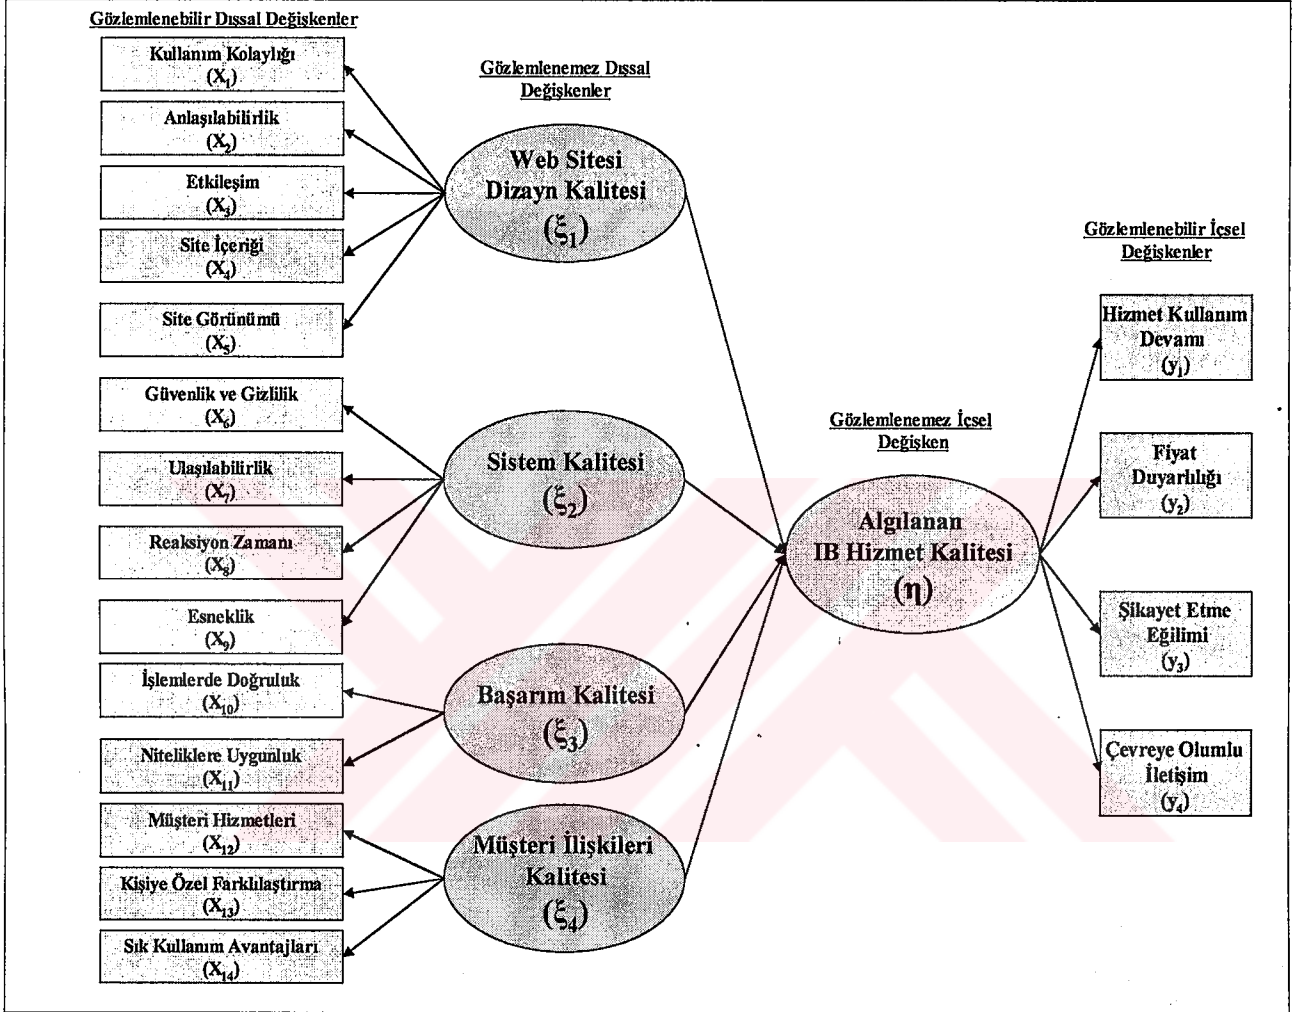 Gözlemlenebilir Dışsal Değişkenler
Kullanım Kolaylığı
(X1)
Anlaşılabilirlik
(X2)
Etkileşim
(X3)
Site İçeriği
(X4)
Site Görünümü
(X5)
Güvenlik ve Gizlilik
(X6)
Ulaşılabilirlik
(X7)
Reaksiyon Zamanı
(X8)
Esneklik
(X9)
İşlemlerde Doğruluk
(X10)
Niteliklere Uygunluk
(X11)
Müşteri Hizmetleri
(X12)
Kişiye Özel Farklılaştırma
(X13)
Sık Kullanım Avantajları
(X14)
Gözlemlenemez Dışsal
Değişkenler
Web Sitesi
Dizayn Kalitesi
(ξ1)
Sistem Kalitesi
(ξ2)
Başarım Kalitesi
(ξ3)
Müşteri İlişkileri
Kalitesi
(ξ4)
Gözlemlenemez İçsel
Değişken
Algılanan
IB Hizmet Kalitesi
(η)
Gözlemlenebilir İçsel
Değişkenler
Hizmet Kullanım
Devamı
(y1)
Fiyat
Duyarlılığı
(y2)
Şikayet Etme
Eğilimi
(y3)
Çevreye Olumlu
İletişim
(y4)